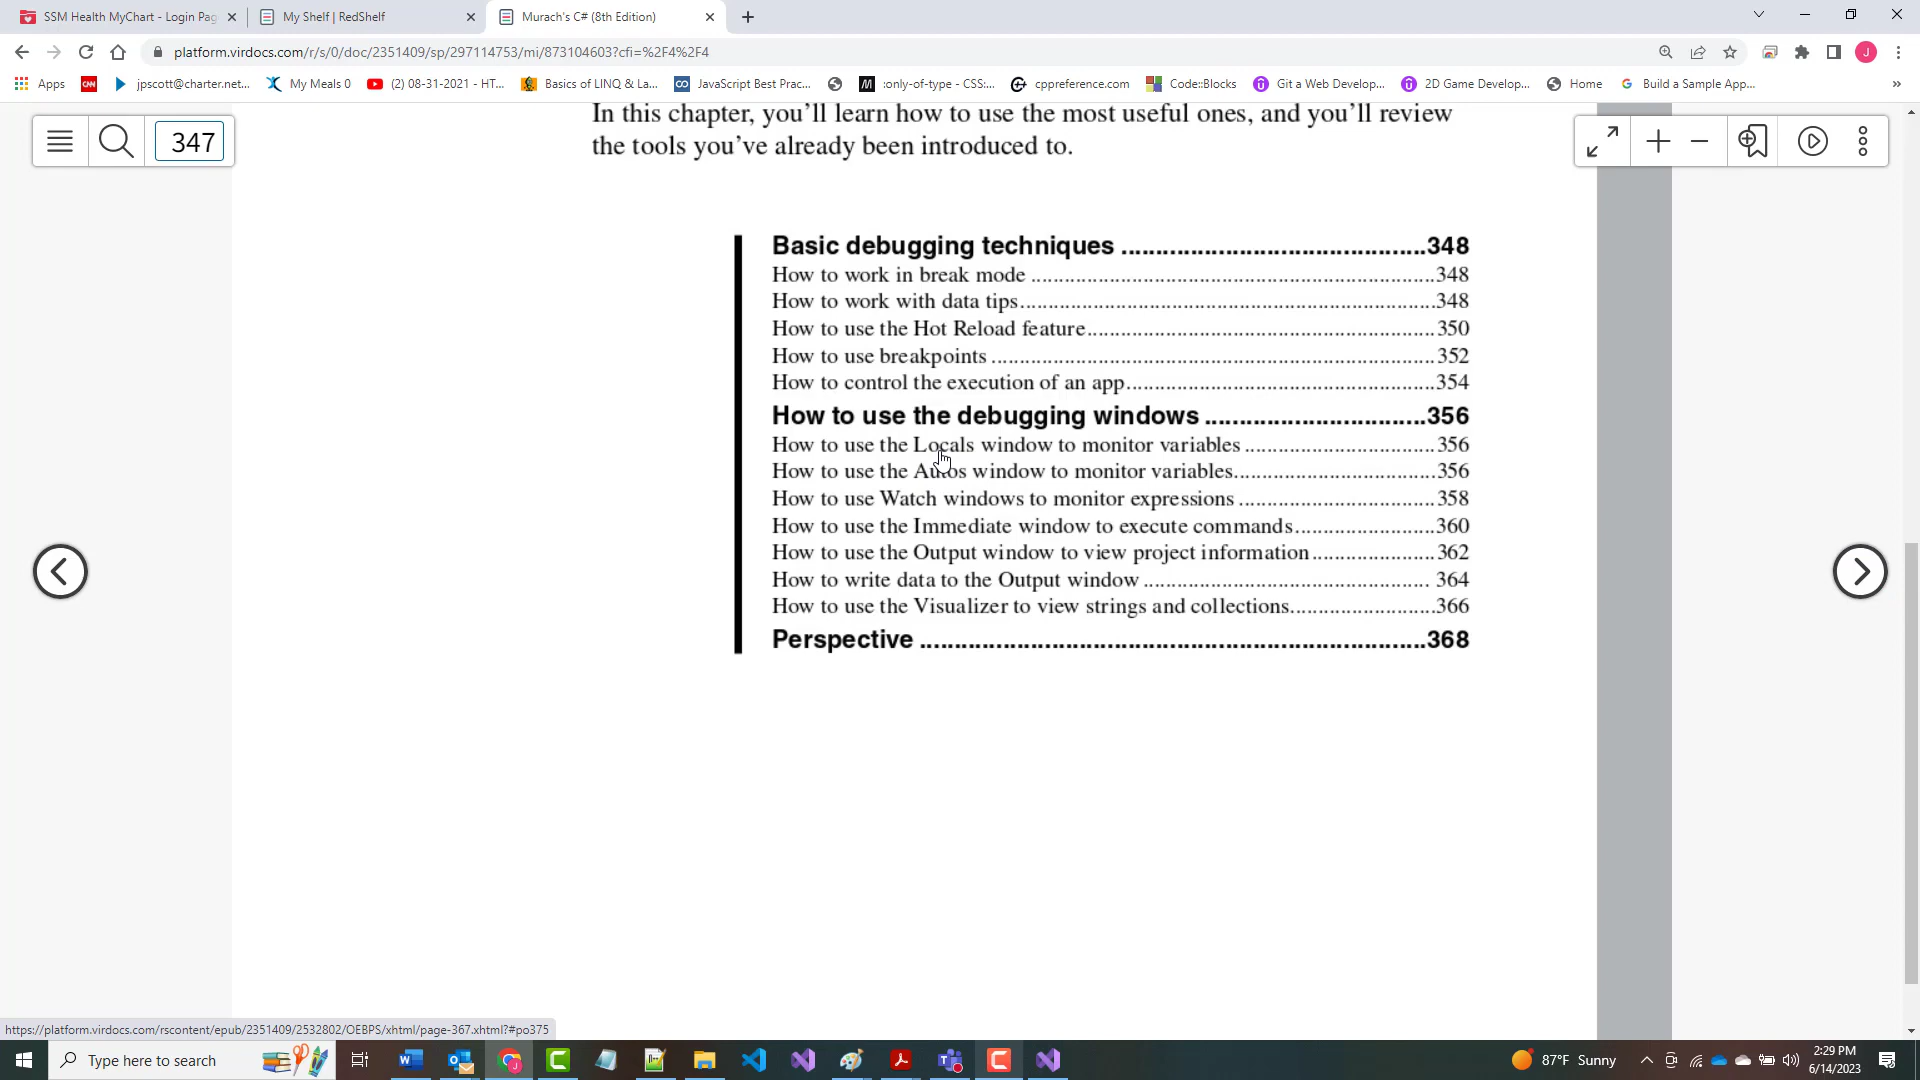 SSM Health MyChart - Login Pag
My Shelf | RedShelf
Murach's C# (8th Edition)
platform.virdocs.com/r/s/0/doc/2351409/sp/297114753/mi/873104603?cfi=%2F4%2F4
Apps
CNN
jpscott@charter.net...
My Meals 0
(2) 08-31-2021 - HT...
Basics of LINQ & La...
JavaScript Best Prac...
:only-of-type - CSS:...
cppreference.com
Code::Blocks
Git a Web Develop...
2D Game Develop...
Home
Build a Sample App...
347
In this chapter, you'll learn how to use the most useful ones, and you'll review
the tools you've already been introduced to.
Basic debugging techniques ............................................348
How to work in break mode ............................................348
How to work with data tips............................................348
How to use the Hot Reload feature............................................350
How to use breakpoints ............................................352
How to control the execution of an app............................................354
How to use the debugging windows ................................356
How to use the Locals window to monitor variables ................................356
How to use the Autos window to monitor variables................................356
How to use Watch windows to monitor expressions ................................358
How to use the Immediate window to execute commands........................360
How to use the Output window to view project information.....................362
How to write data to the Output window ................................................ 364
How to use the Visualizer to view strings and collections........................366
Perspective ..........................................................................368
https://platform.virdocs.com/rscontent/epub/2351409/2532802/OEBPS/xhtml/page-367.xhtml?#po375
Type here to search
87°F Sunny
2:29 PM
6/14/2023